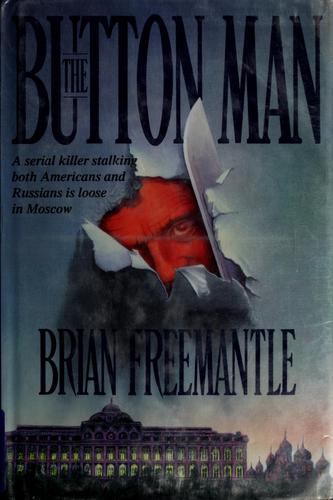 THE
BUTTON MAN
A serial killer stalking
both Americans and
Russians is loose
in Moscow
BRIAN FREEMANTLE